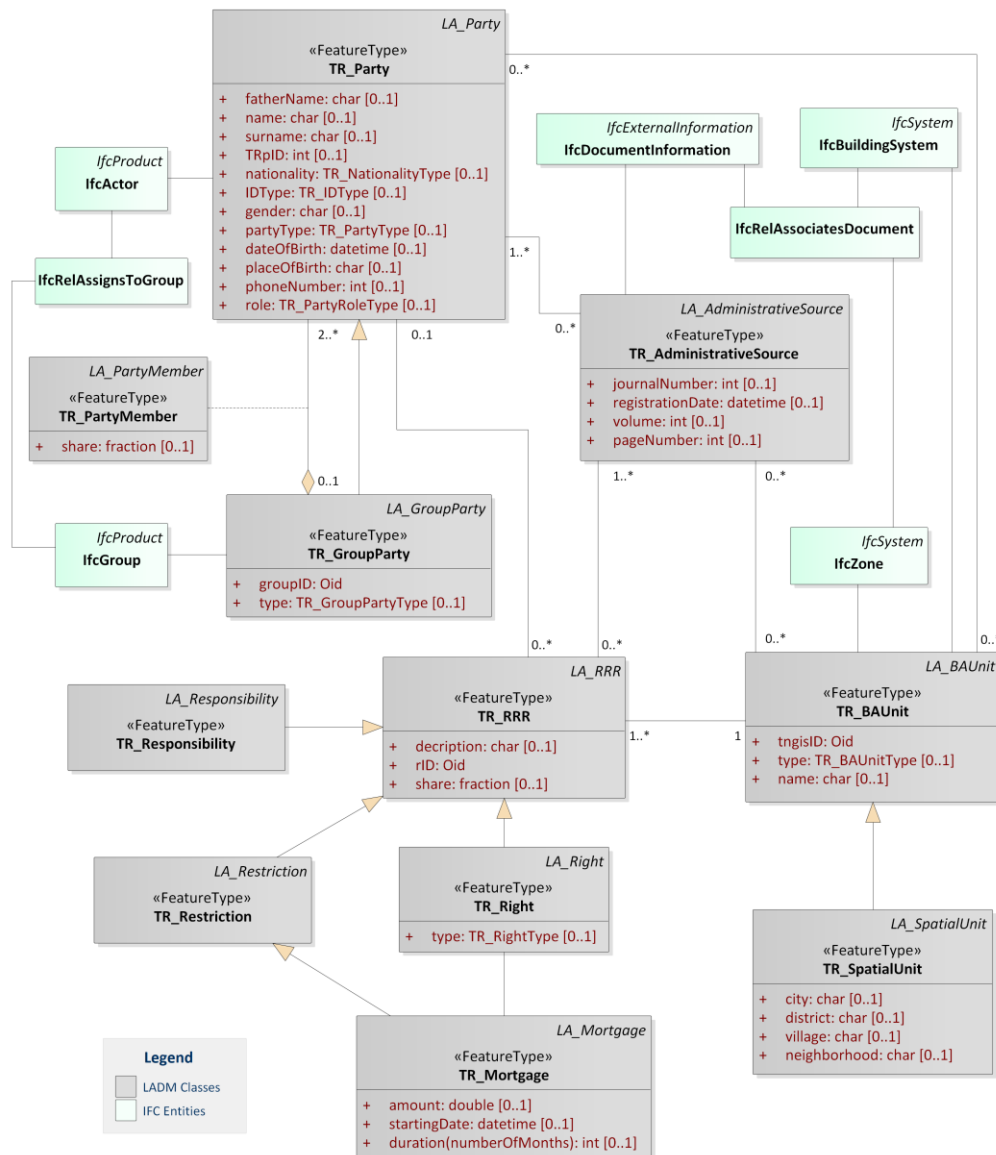 LA_Party
«FeatureType»
TR_Party
+ fatherName: char [0..1]
+ name: char [0..1]
+ surname: char [0..1]
+ TRpID: int [0..1]
+ nationality: TR_NationalityType [0..1]
+ IDType: TR_IDType [0..1]
+ gender: char [0..1]
+ partyType: TR_PartyType [0..1]
+ dateOfBirth: datetime [0..1]
+ placeOfBirth: char [0..1]
+ phoneNumber: int [0..1]
+ role: TR_PartyRoleType [0..1]
0..*
IfcExternalInformation
IfcDocumentInformation
IfcSystem
IfcBuildingSystem
IfcProduct
IfcActor
IfcRelAssociatesDocument
1..*
IfcRelAssignsToGroup
0..*
LA_AdministrativeSource
«FeatureType»
TR_AdministrativeSource
+ journalNumber: int [0..1]
+ registrationDate: datetime [0..1]
+ volume: int [0..1]
+ pageNumber: int [0..1]
2..*
0..1
LA_PartyMember
«FeatureType»
TR_PartyMember
+ share: fraction [0..1]
0..1
1..*
0..*
LA_GroupParty
«FeatureType»
TR_GroupParty
+ groupID: Oid
+ type: TR_GroupPartyType [0..1]
IfcProduct
IfcGroup
IfcSystem
IfcZone
0..*
0..*
0..*
LA_RRR
«FeatureType»
TR_RRR
+ decription: char [0..1]
+ rID: Oid
+ share: fraction [0..1]
1..*
1
LA_BAUnit
«FeatureType»
TR_BAUnit
+ tngisID: Oid
+ type: TR_BAUnitType [0..1]
+ name: char [0..1]
LA_Responsibility
«FeatureType»
TR_Responsibility
LA_Restriction
«FeatureType»
TR_Restriction
LA_Right
«FeatureType»
TR_Right
+ type: TR_RightType [0..1]
LA_SpatialUnit
«FeatureType»
TR_SpatialUnit
+ city: char [0..1]
+ district: char [0..1]
+ village: char [0..1]
+ neighborhood: char [0..1]
LA_Mortgage
«FeatureType»
TR_Mortgage
+ amount: double [0..1]
+ startingDate: datetime [0..1]
+ duration(numberOfMonths): int [0..1]
Legend
LADM Classes
IFC Entities